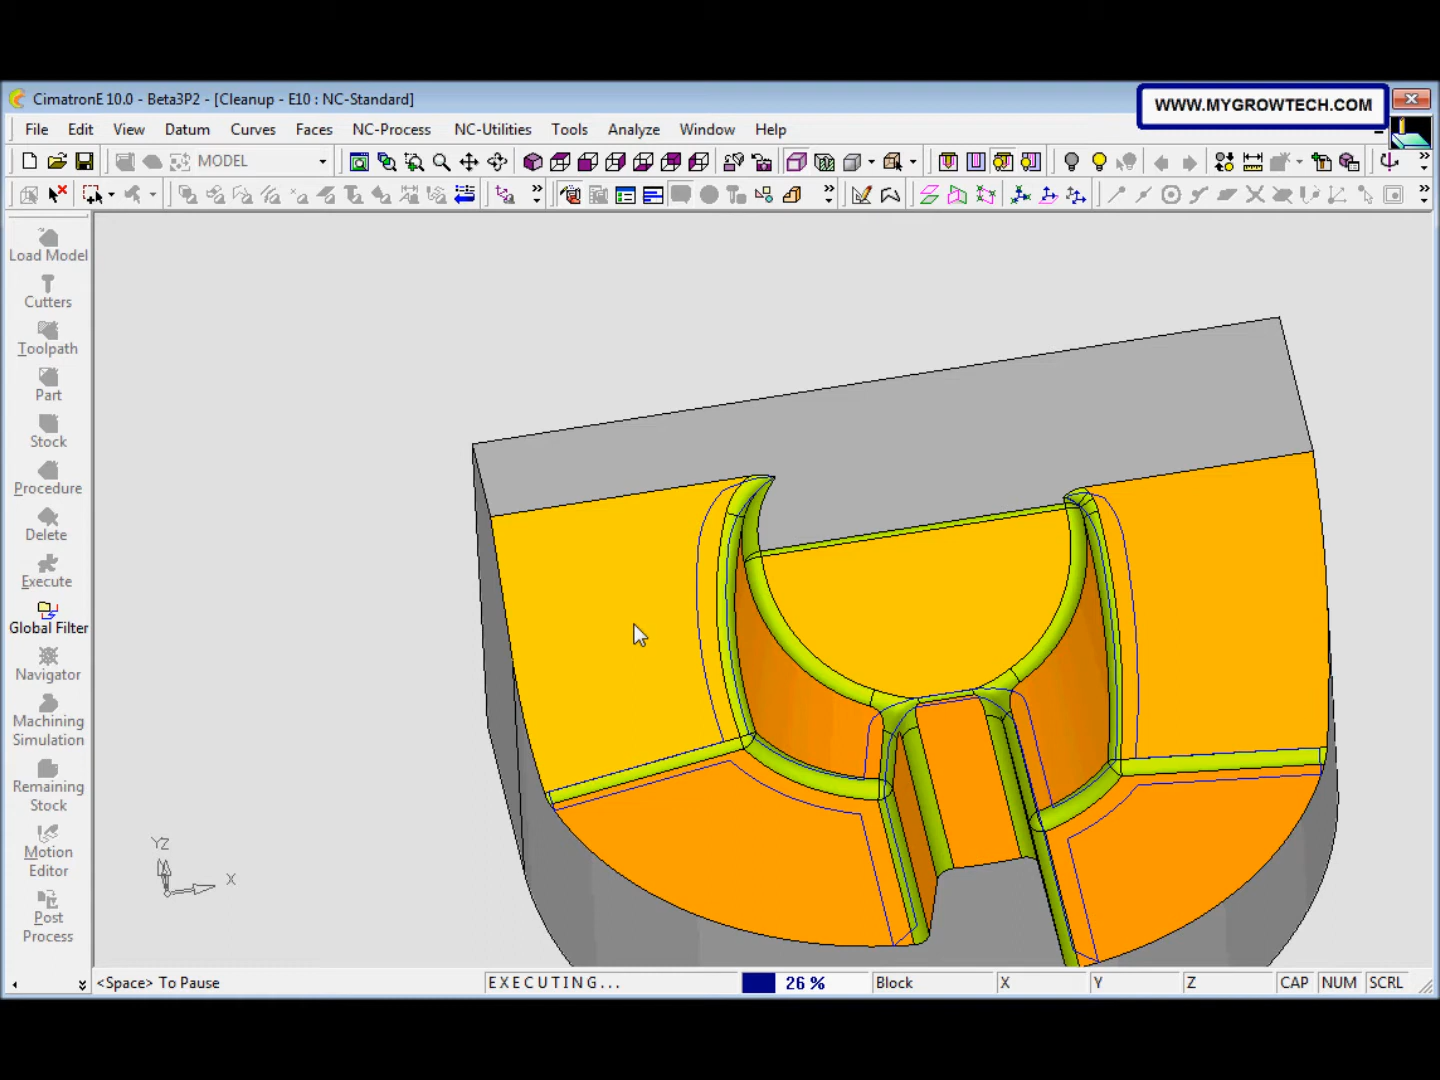 CimatronE 10.0 - Beta3P2 - [Cleanup - E10 : NC-Standard]
WWW.MYGROWTECH.COM
File Edit View Datum Curves Faces NC-Process NC-Utilities Tools Analyze Window Help
MODEL
Load Model
Cutters
Toolpath
Part
Stock
Procedure
Delete
Execute
Global Filter
Navigator
Machining
Simulation
Remaining
Stock
Motion
Editor
Post
Process
YZ
X
<Space> To Pause EXECUTING... 26 % Block X Y Z CAP NUM SCRL